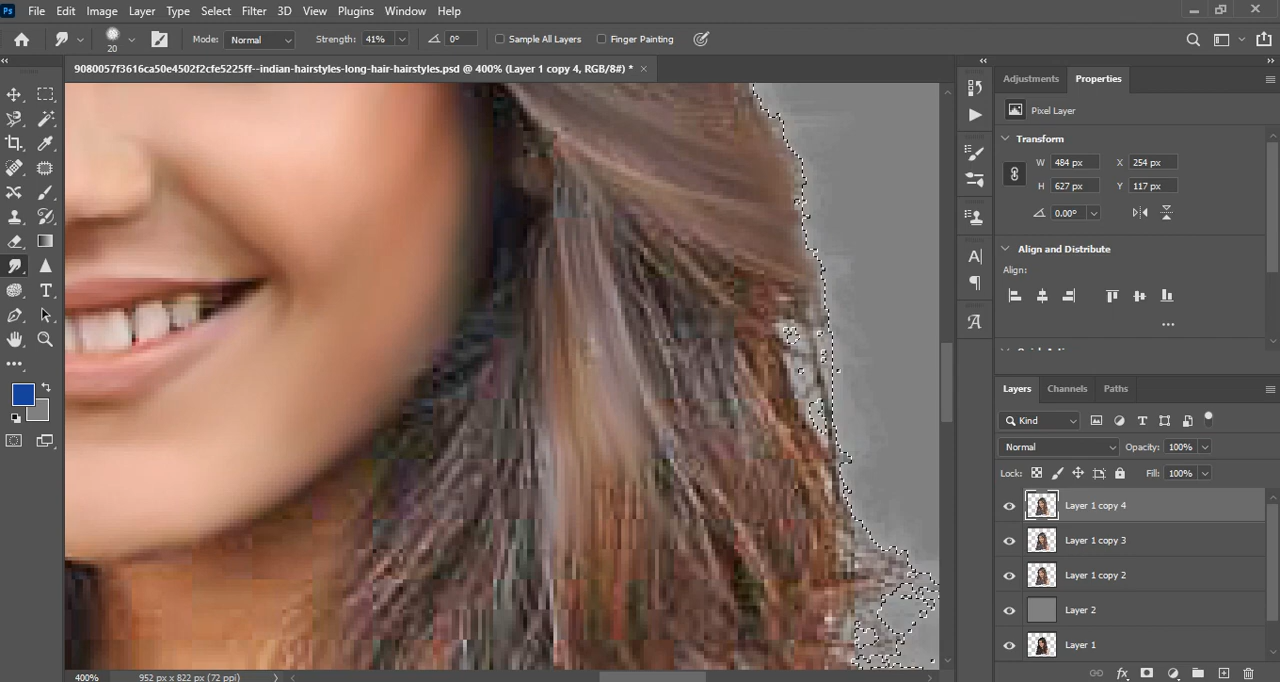 Ps File Edit Image Layer Type Select Filter 3D View Plugins Window Help
20 Mode: Normal Strength: 41% 0° Sample All Layers Finger Painting
9080057f3616ca50e4502f2cfe5225ff--indian-hairstyles-long-hair-hairstyles.psd @ 400% (Layer 1 copy 4, RGB/8#) * ×
Adjustments Properties
Pixel Layer
Transform
W 484 px X 254 px
H 627 px Y 117 px
0.00°
Align and Distribute
Align:
Layers Channels Paths
Kind
Normal Opacity: 100%
Lock: Fill: 100%
Layer 1 copy 4
Layer 1 copy 3
Layer 1 copy 2
Layer 2
Layer 1
400% 952 px x 822 px (72 ppi)